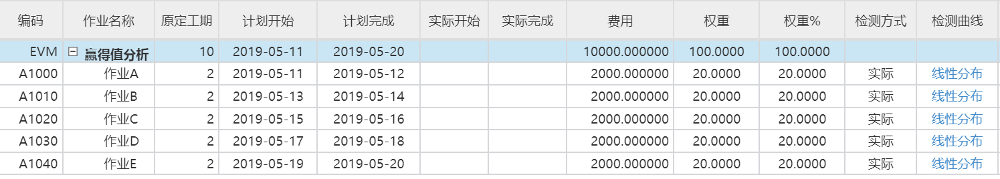 编码 作业名称 原定工期 计划开始 计划完成 实际开始 实际完成 费用 权重 权重% 检测方式 检测曲线
EVM 赢得值分析 10 2019-05-11 2019-05-20 10000.000000 100.0000 100.0000
A1000 作业A 2 2019-05-11 2019-05-12 2000.000000 20.0000 20.0000 实际 线性分布
A1010 作业B 2 2019-05-13 2019-05-14 2000.000000 20.0000 20.0000 实际 线性分布
A1020 作业C 2 2019-05-15 2019-05-16 2000.000000 20.0000 20.0000 实际 线性分布
A1030 作业D 2 2019-05-17 2019-05-18 2000.000000 20.0000 20.0000 实际 线性分布
A1040 作业E 2 2019-05-19 2019-05-20 2000.000000 20.0000 20.0000 实际 线性分布